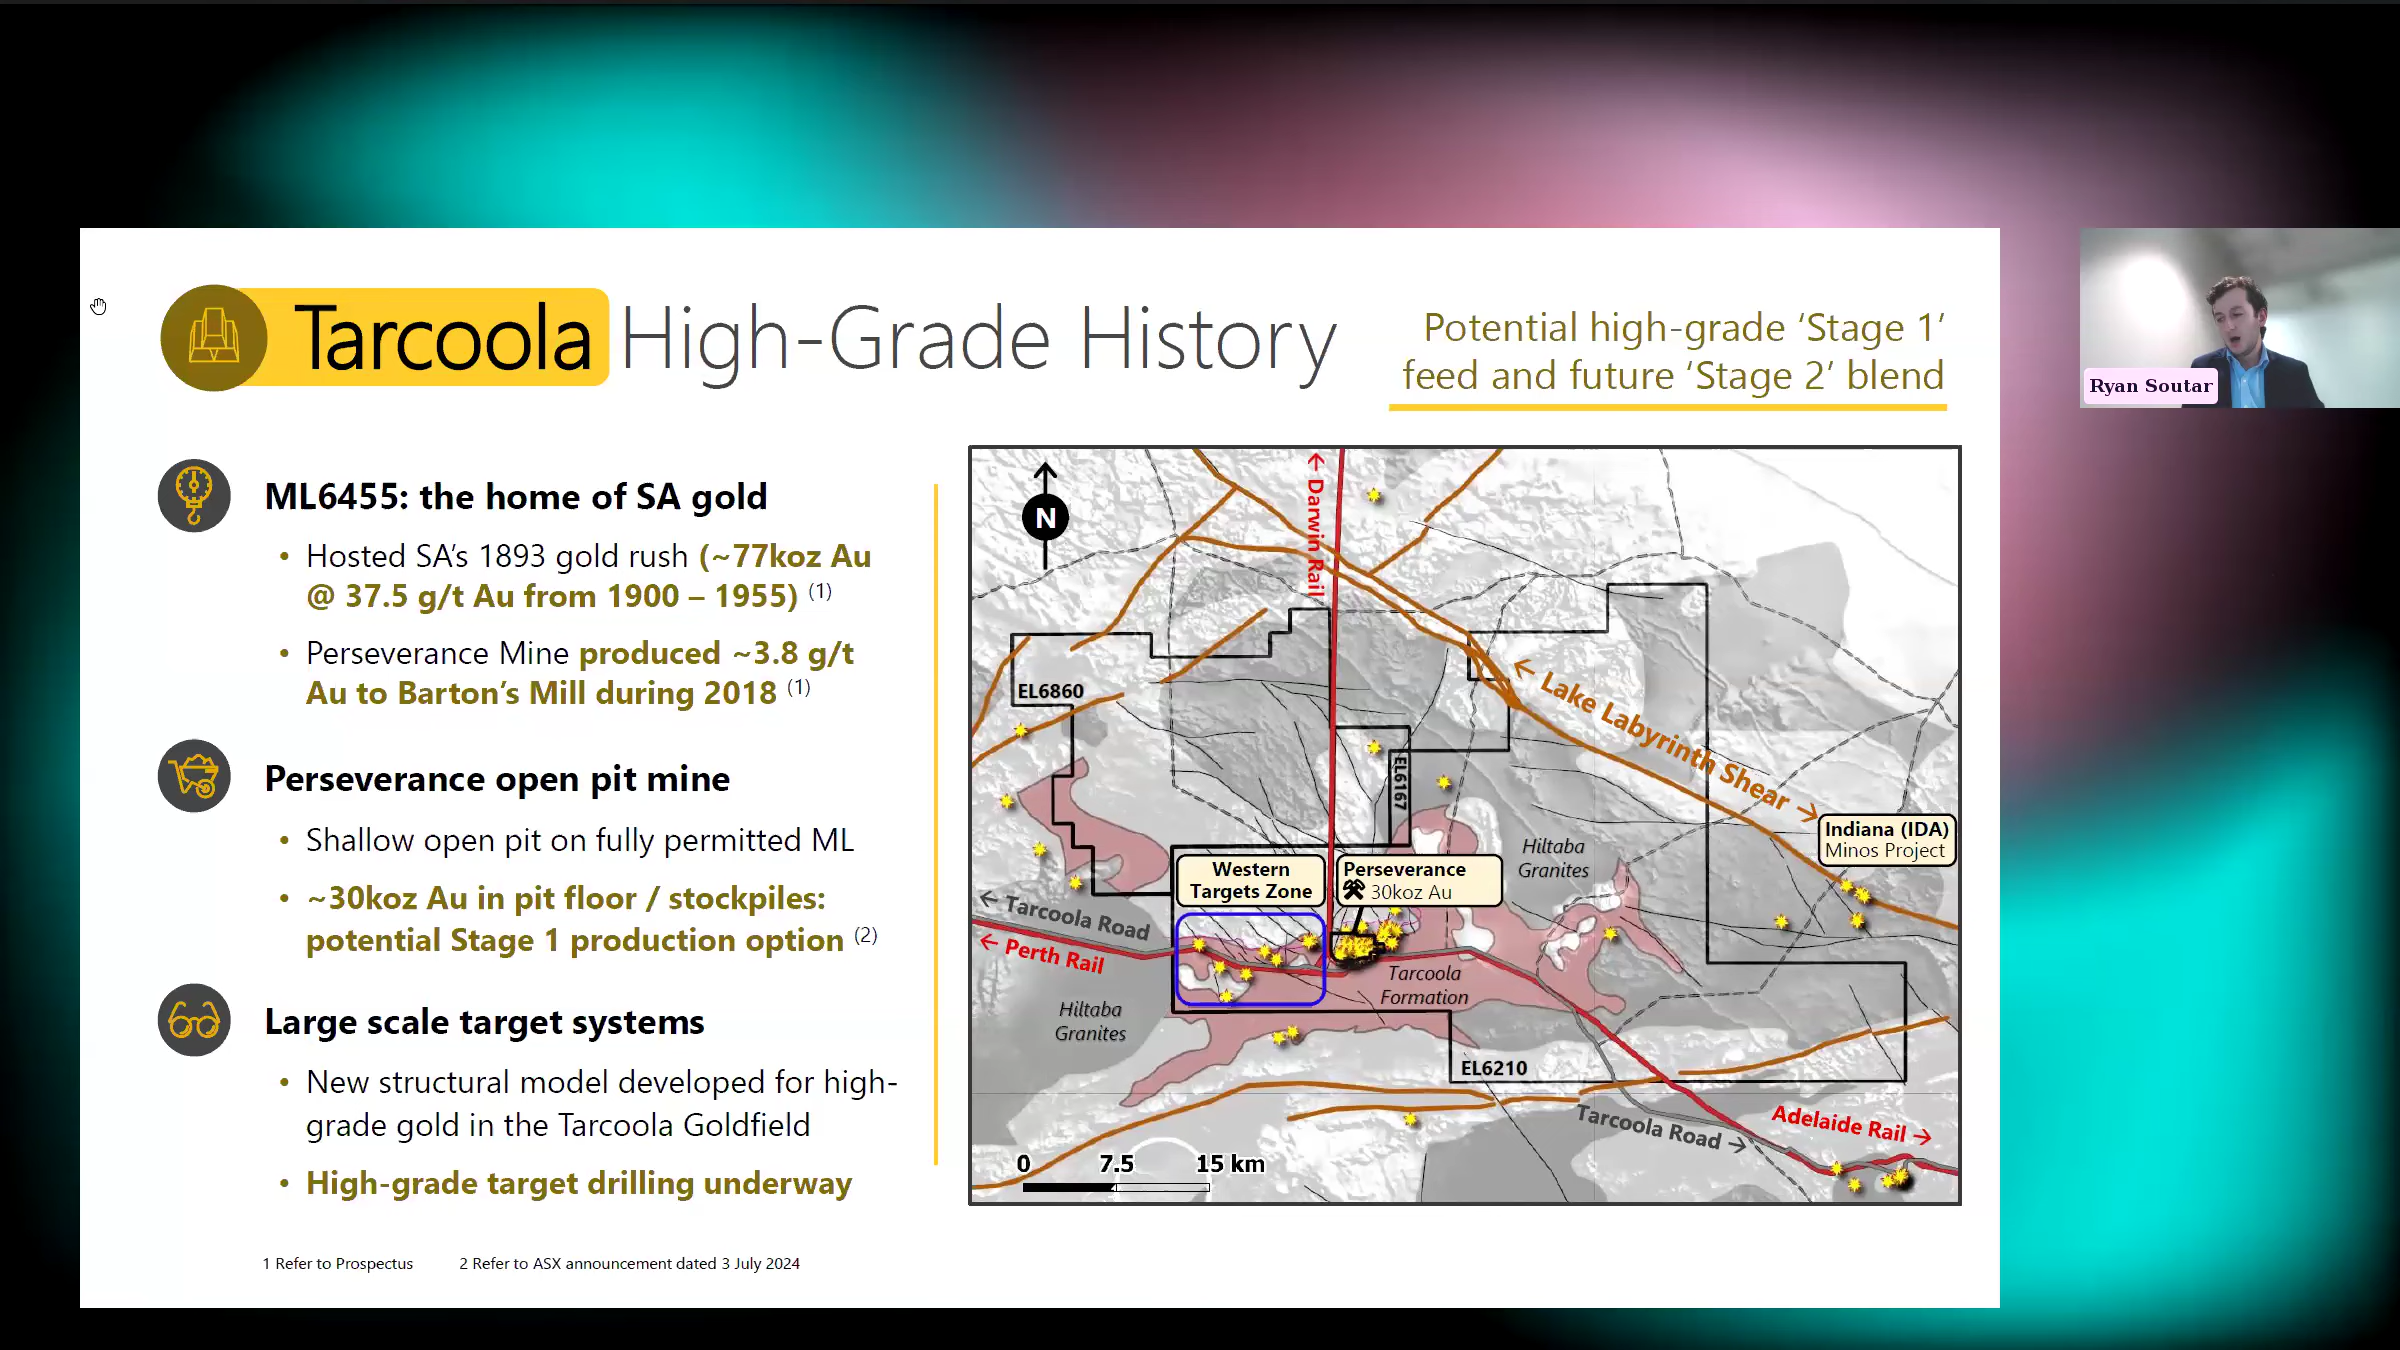 Tarcoola High-Grade History
Potential high-grade ‘Stage 1’
feed and future ‘Stage 2’ blend
Ryan Soutar
ML6455: the home of SA gold
• Hosted SA’s 1893 gold rush (~77koz Au
@ 37.5 g/t Au from 1900 – 1955) (1)
• Perseverance Mine produced ~3.8 g/t
Au to Barton’s Mill during 2018 (1)
Perseverance open pit mine
• Shallow open pit on fully permitted ML
• ~30koz Au in pit floor / stockpiles:
potential Stage 1 production option (2)
Large scale target systems
• New structural model developed for high-
grade gold in the Tarcoola Goldfield
• High-grade target drilling underway
1 Refer to Prospectus
2 Refer to ASX announcement dated 3 July 2024
N
← Darwin Rail
EL6860
← Lake Labyrinth Shear →
EL6167
Indiana (IDA)
Minos Project
Hiltaba
Granites
Western
Targets Zone
Perseverance
30koz Au
← Tarcoola Road
← Perth Rail
Tarcoola
Formation
Hiltaba
Granites
EL6210
Tarcoola Road →
Adelaide Rail →
0 7.5 15 km